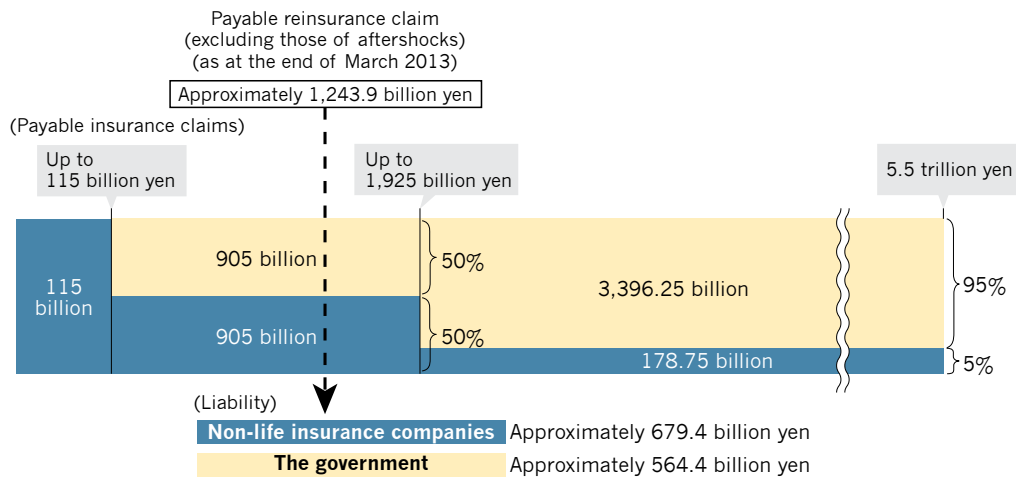 Payable reinsurance claim
(excluding those of aftershocks)
(as at the end of March 2013)
Approximately 1,243.9 billion yen
(Payable insurance claims)
Up to
115 billion yen
Up to
1,925 billion yen
5.5 trillion yen
115
billion
905 billion
50%
905 billion
50%
3,396.25 billion
95%
178.75 billion
5%
(Liability)
Non-life insurance companies Approximately 679.4 billion yen
The government Approximately 564.4 billion yen